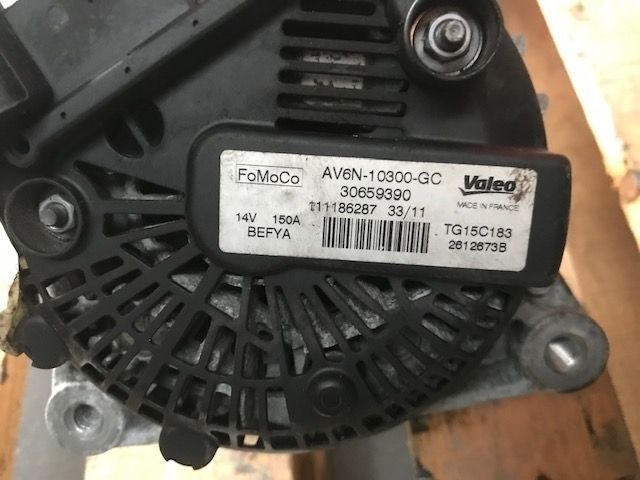 FoMoCo AV6N-10300-GC Valeo
30659390 MADE IN FRANCE
111186287 33/11
14V 150A TG15C183
BEFYA 2612673B